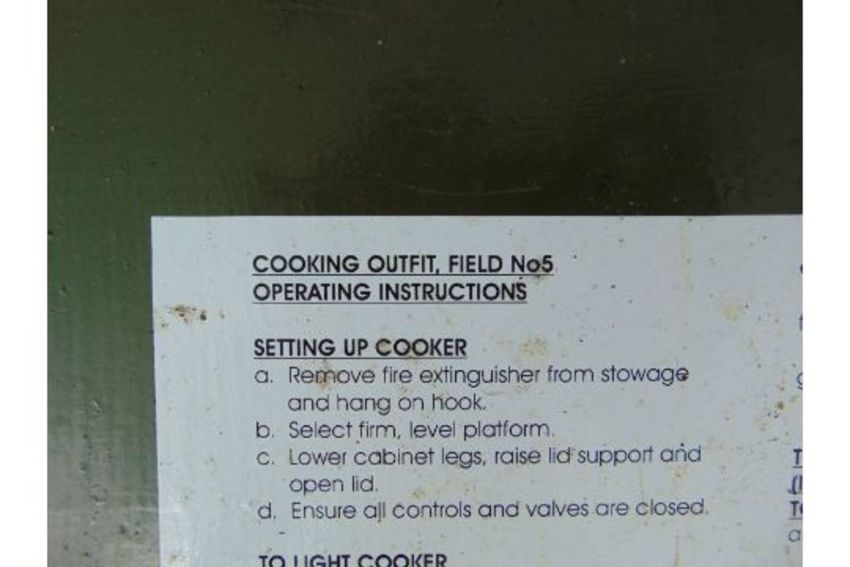 COOKING OUTFIT, FIELD No5
OPERATING INSTRUCTIONS
SETTING UP COOKER
a. Remove fire extinguisher from stowage
and hang on hook.
b. Select firm, level platform.
c. Lower cabinet legs, raise lid support and
open lid.
d. Ensure all controls and valves are closed.
TO LIGHT COOKER